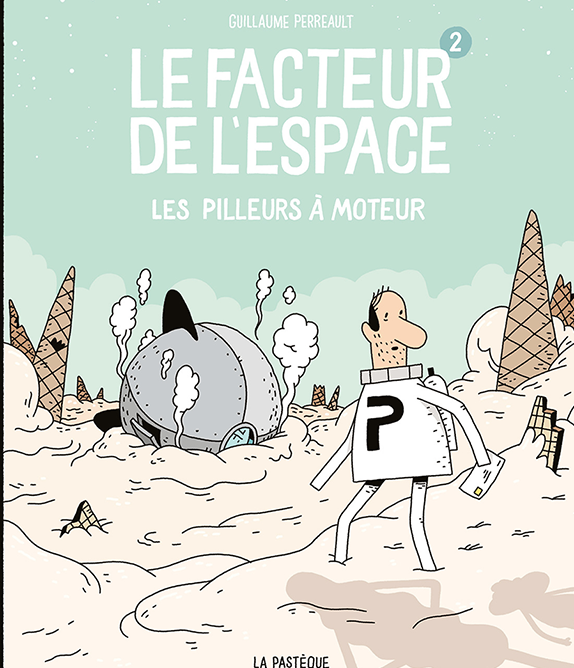 GUILLAUME PERREAULT
2
LE FACTEUR
DE L'ESPACE
LES PILLEURS À MOTEUR
P
LA PASTÈQUE